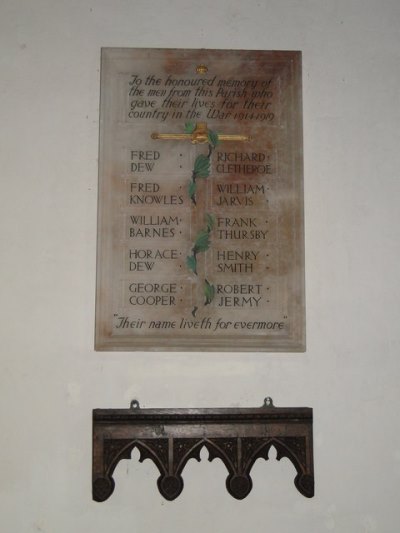 To the honoured memory of
the men from this Parish who
gave their lives for their
country in the War 1914-1919
FRED DEW
RICHARD CLETHEROE
FRED KNOWLES
WILLIAM JARVIS
WILLIAM BARNES
FRANK THURSBY
HORACE DEW
HENRY SMITH
GEORGE COOPER
ROBERT JERMY
"Their name liveth for evermore"